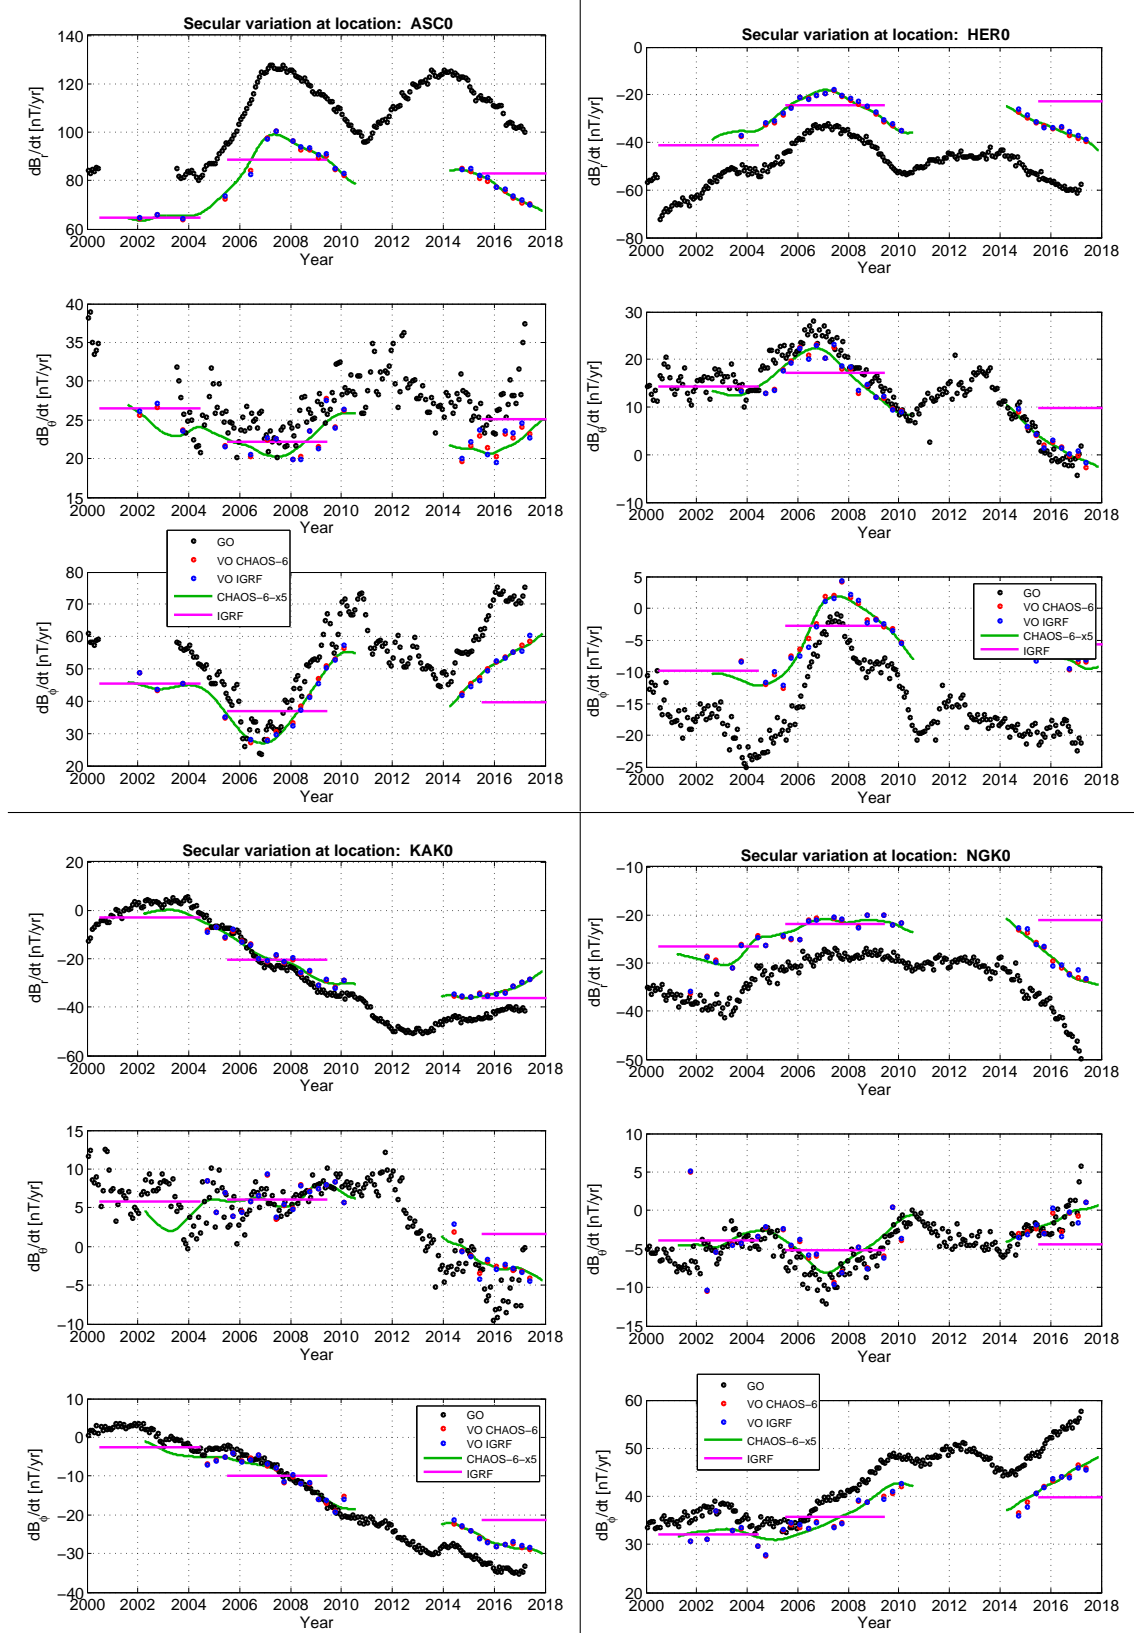 Secular variation at location: ASC0
140
120
100
80
60
dB_r/dt [nT/yr]
2000 2002 2004 2006 2008 2010 2012 2014 2016 2018
Year
40
35
30
25
20
15
dB_θ/dt [nT/yr]
2000 2002 2004 2006 2008 2010 2012 2014 2016 2018
Year
GO
VO CHAOS−6
VO IGRF
CHAOS−6−x5
IGRF
80
70
60
50
40
30
20
dB_ϕ/dt [nT/yr]
2000 2002 2004 2006 2008 2010 2012 2014 2016 2018
Year
Secular variation at location: HER0
0
−20
−40
−60
−80
dB_r/dt [nT/yr]
2000 2002 2004 2006 2008 2010 2012 2014 2016 2018
Year
30
20
10
0
−10
dB_θ/dt [nT/yr]
2000 2002 2004 2006 2008 2010 2012 2014 2016 2018
Year
5
0
−5
−10
−15
−20
−25
dB_ϕ/dt [nT/yr]
GO
VO CHAOS−6
VO IGRF
CHAOS−6−x5
IGRF
2000 2002 2004 2006 2008 2010 2012 2014 2016 2018
Year
Secular variation at location: KAK0
20
0
−20
−40
−60
dB_r/dt [nT/yr]
2000 2002 2004 2006 2008 2010 2012 2014 2016 2018
Year
15
10
5
0
−5
−10
dB_θ/dt [nT/yr]
2000 2002 2004 2006 2008 2010 2012 2014 2016 2018
Year
10
0
−10
−20
−30
−40
dB_ϕ/dt [nT/yr]
GO
VO CHAOS−6
VO IGRF
CHAOS−6−x5
IGRF
2000 2002 2004 2006 2008 2010 2012 2014 2016 2018
Year
Secular variation at location: NGK0
−10
−20
−30
−40
−50
dB_r/dt [nT/yr]
2000 2002 2004 2006 2008 2010 2012 2014 2016 2018
Year
10
5
0
−5
−10
−15
dB_θ/dt [nT/yr]
2000 2002 2004 2006 2008 2010 2012 2014 2016 2018
Year
GO
VO CHAOS−6
VO IGRF
CHAOS−6−x5
IGRF
60
50
40
30
20
dB_ϕ/dt [nT/yr]
2000 2002 2004 2006 2008 2010 2012 2014 2016 2018
Year